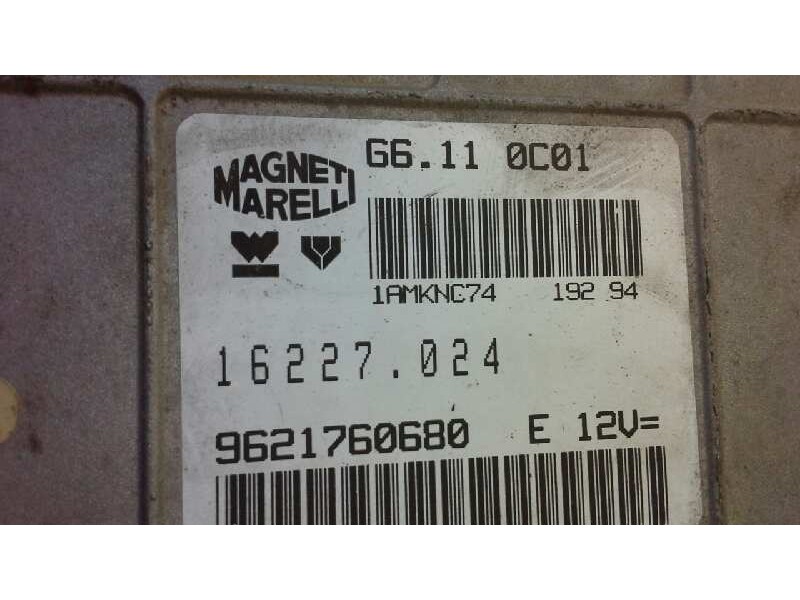 G6.11 0C01
MAGNETI
MARELLI
1AMKNC74 192 94
16227.024
9621760680 E 12V=